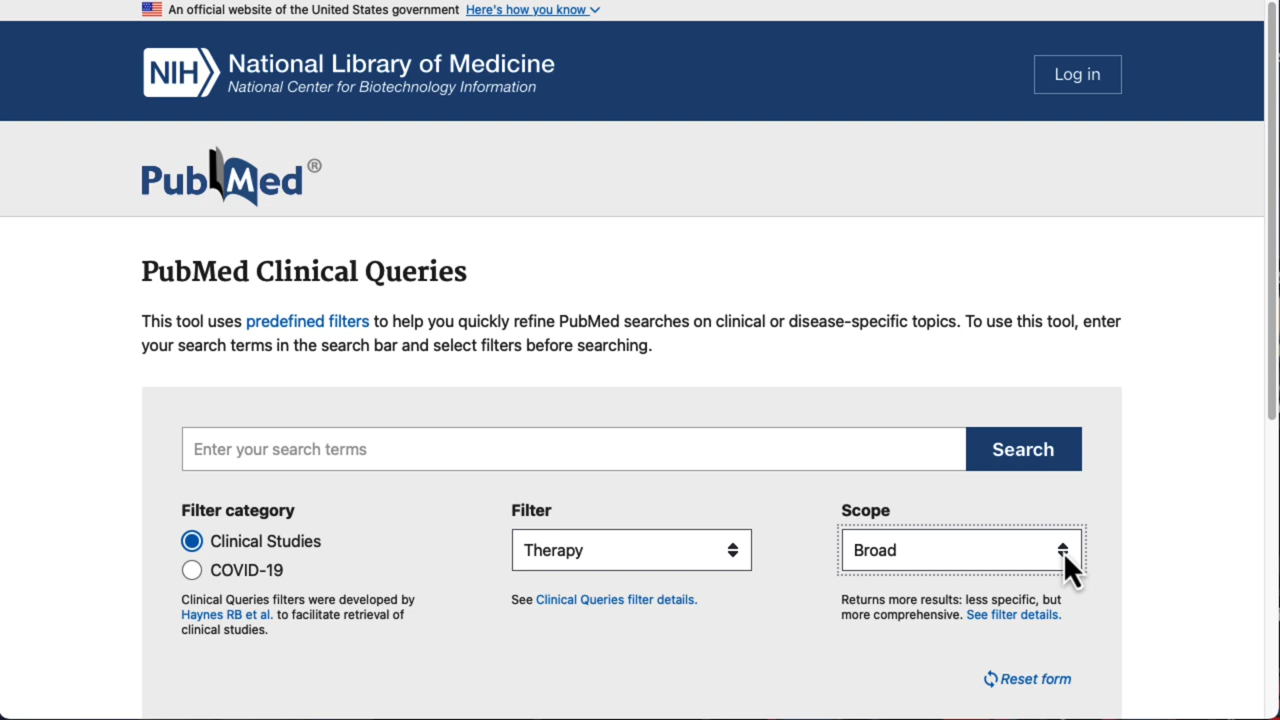 An official website of the United States government Here's how you know
NIH National Library of Medicine
National Center for Biotechnology Information
Log in
PubMed®
PubMed Clinical Queries
This tool uses predefined filters to help you quickly refine PubMed searches on clinical or disease-specific topics. To use this tool, enter
your search terms in the search bar and select filters before searching.
Enter your search terms
Search
Filter category
Clinical Studies
COVID-19
Clinical Queries filters were developed by
Haynes RB et al. to facilitate retrieval of
clinical studies.
Filter
Therapy
See Clinical Queries filter details.
Scope
Broad
Returns more results: less specific, but
more comprehensive. See filter details.
Reset form